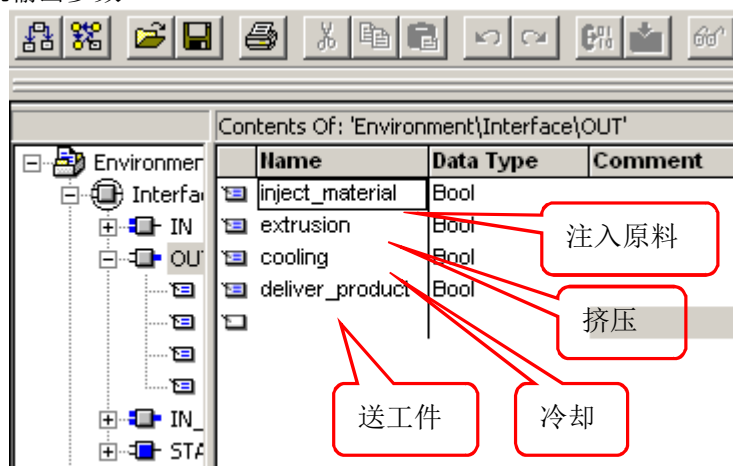 Contents Of: 'Environment\Interface\OUT'
Name Data Type Comment
Environmer
Interfa
IN
OU
IN_
STA
inject_material Bool
extrusion Bool
cooling Bool
deliver_product Bool
注入原料
挤压
送工件
冷却